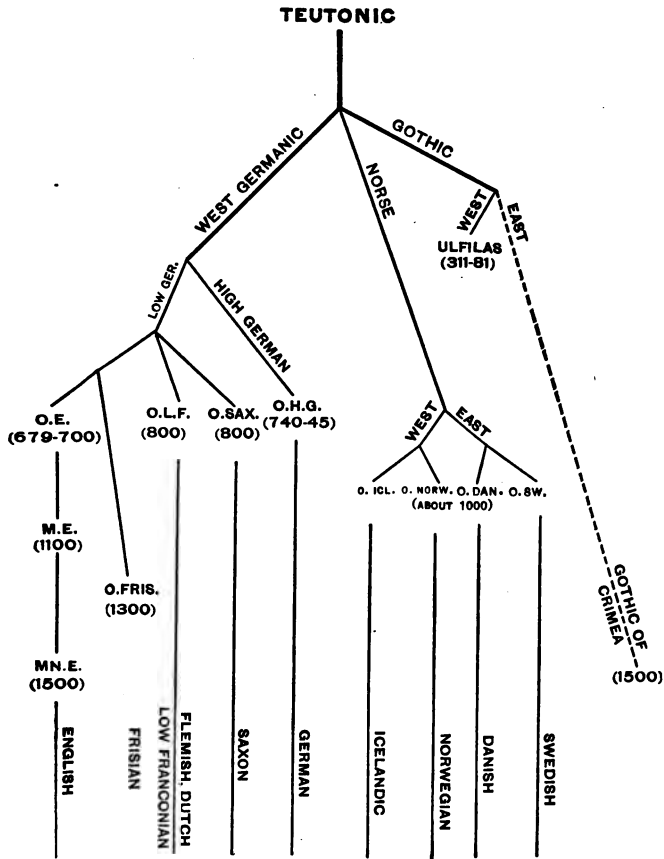 TEUTONIC
WEST GERMANIC
NORSE
GOTHIC
WEST
EAST
ULFILAS
(311-81)
LOW GER.
HIGH GERMAN
O.E.
(679-700)
O.L.F.
(800)
O.SAX.
(800)
O.H.G.
(740-45)
WEST
EAST
O. ICL. O. NORW. O. DAN. O. SW.
(ABOUT 1000)
M.E.
(1100)
O.FRIS.
(1300)
GOTHIC OF
CRIMEA
(1500)
MN.E.
(1500)
ENGLISH
FRISIAN
LOW FRANCONIAN
FLEMISH, DUTCH
SAXON
GERMAN
ICELANDIC
NORWEGIAN
DANISH
SWEDISH